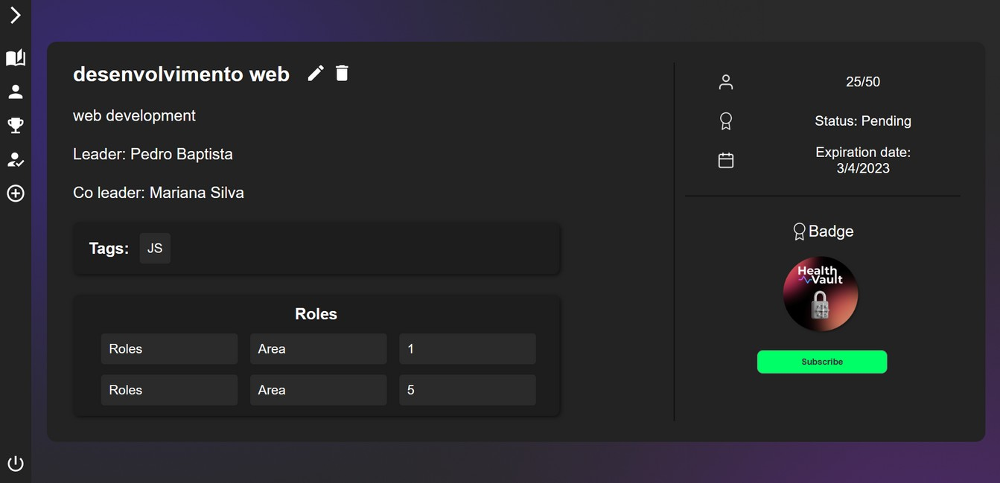 desenvolvimento web
web development
Leader: Pedro Baptista
Co leader: Mariana Silva
Tags: JS
Roles
Roles Area 1
Roles Area 5
25/50
Status: Pending
Expiration date:
3/4/2023
Badge
Health
Vault
Subscribe